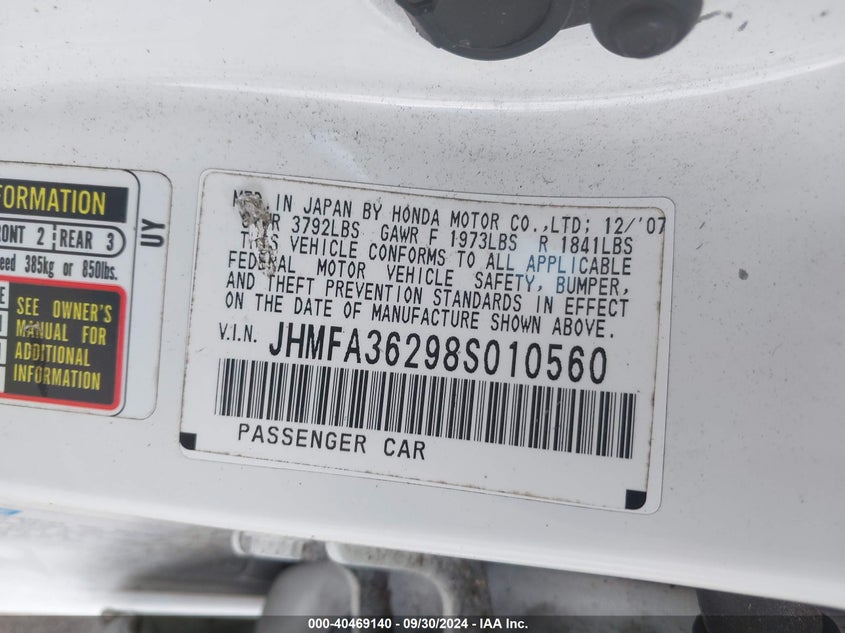 FORMATION
FRONT 2 REAR 3
eed 385kg or 850lbs.
SEE OWNER'S
MANUAL FOR
ADDITIONAL
INFORMATION
UY
MFD. IN JAPAN BY HONDA MOTOR CO.,LTD; 12/'07
GVWR 3792LBS GAWR F 1973LBS R 1841LBS
THIS VEHICLE CONFORMS TO ALL APPLICABLE
FEDERAL MOTOR VEHICLE SAFETY, BUMPER,
AND THEFT PREVENTION STANDARDS IN EFFECT
ON THE DATE OF MANUFACTURE SHOWN ABOVE.
V.I.N. JHMFA36298S010560
PASSENGER CAR
000-40469140 - 09/30/2024 - © IAA Inc.